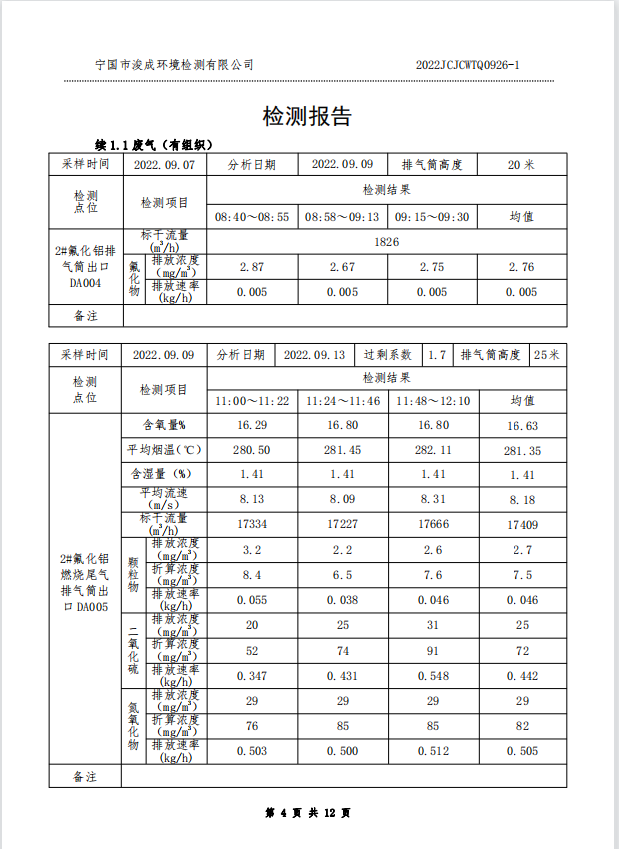 宁国市浚成环境检测有限公司 2022JCJCWTQ0926-1
检测报告
续1.1废气（有组织）
采样时间 2022.09.07 分析日期 2022.09.09 排气筒高度 20米
检测点位 检测项目 检测结果
08:40～08:55 08:58～09:13 09:15～09:30 均值
2#氟化铝排气筒出口DA004 标干流量(m³/h) 1826
氟化物 排放浓度(mg/m³) 2.87 2.67 2.75 2.76
排放速率(kg/h) 0.005 0.005 0.005 0.005
备注
采样时间 2022.09.09 分析日期 2022.09.13 过剩系数 1.7 排气筒高度 25米
检测点位 检测项目 检测结果
11:00～11:22 11:24～11:46 11:48～12:10 均值
2#氟化铝燃烧尾气排气筒出口DA005 含氧量% 16.29 16.80 16.80 16.63
平均烟温(℃) 280.50 281.45 282.11 281.35
含湿量（%） 1.41 1.41 1.41 1.41
平均流速(m/s) 8.13 8.09 8.31 8.18
标干流量(m³/h) 17334 17227 17666 17409
颗粒物 排放浓度(mg/m³) 3.2 2.2 2.6 2.7
折算浓度(mg/m³) 8.4 6.5 7.6 7.5
排放速率(kg/h) 0.055 0.038 0.046 0.046
二氧化硫 排放浓度(mg/m³) 20 25 31 25
折算浓度(mg/m³) 52 74 91 72
排放速率(kg/h) 0.347 0.431 0.548 0.442
氮氧化物 排放浓度(mg/m³) 29 29 29 29
折算浓度(mg/m³) 76 85 85 82
排放速率(kg/h) 0.503 0.500 0.512 0.505
备注
第 4 页 共 12 页